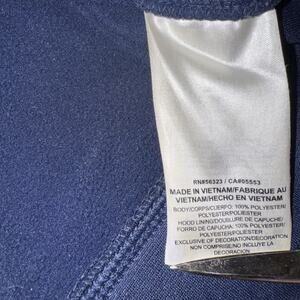 RN#56323 / CA#05553
MADE IN VIETNAM/FABRIQUE AU
VIETNAM/HECHO EN VIETNAM
BODY/CORPS/CUERPO: 100% POLYESTER/
POLYESTER/POLIESTER
HOOD LINING/DOUBLURE DE CAPUCHE/
FORRO DE CAPUCHA: 100% POLYESTER/
POLYESTER/POLIESTER
EXCLUSIVE OF DECORATION/DECORATION
NON COMPRISE/NO INCLUYE LA
DECORACION